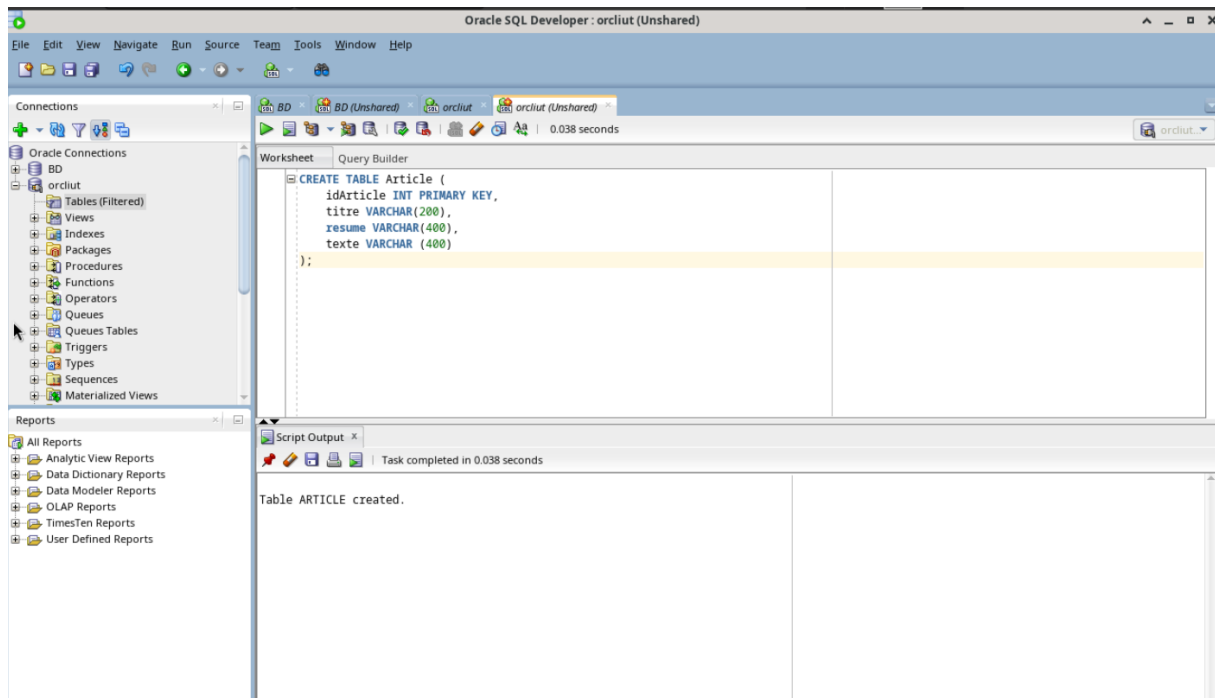 Oracle SQL Developer : orcliut (Unshared)
File Edit View Navigate Run Source Team Tools Window Help
Connections
Oracle Connections
BD
orcliut
Tables (Filtered)
Views
Indexes
Packages
Procedures
Functions
Operators
Queues
Queues Tables
Triggers
Types
Sequences
Materialized Views
Reports
All Reports
Analytic View Reports
Data Dictionary Reports
Data Modeler Reports
OLAP Reports
TimesTen Reports
User Defined Reports
BD BD (Unshared) orcliut orcliut (Unshared)
0.038 seconds orcliut...
Worksheet Query Builder
CREATE TABLE Article (
idArticle INT PRIMARY KEY,
titre VARCHAR(200),
resume VARCHAR(400),
texte VARCHAR (400)
);
Script Output
Task completed in 0.038 seconds
Table ARTICLE created.